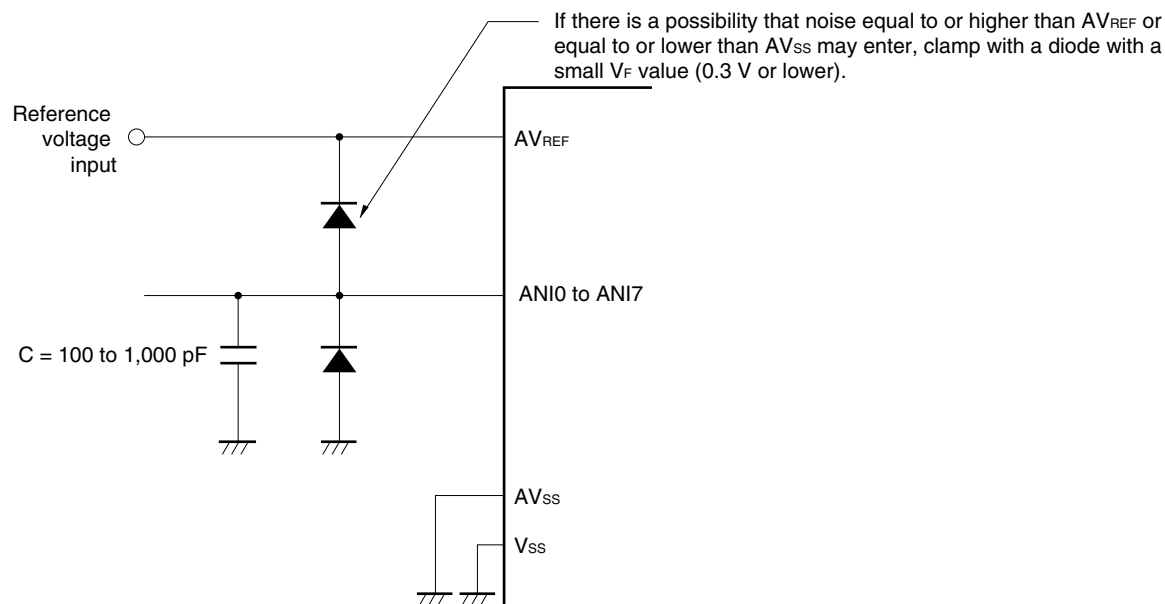 If there is a possibility that noise equal to or higher than AVREF or
equal to or lower than AVSS may enter, clamp with a diode with a
small VF value (0.3 V or lower).
Reference
voltage
input
AVREF
ANI0 to ANI7
C = 100 to 1,000 pF
AVSS
VSS